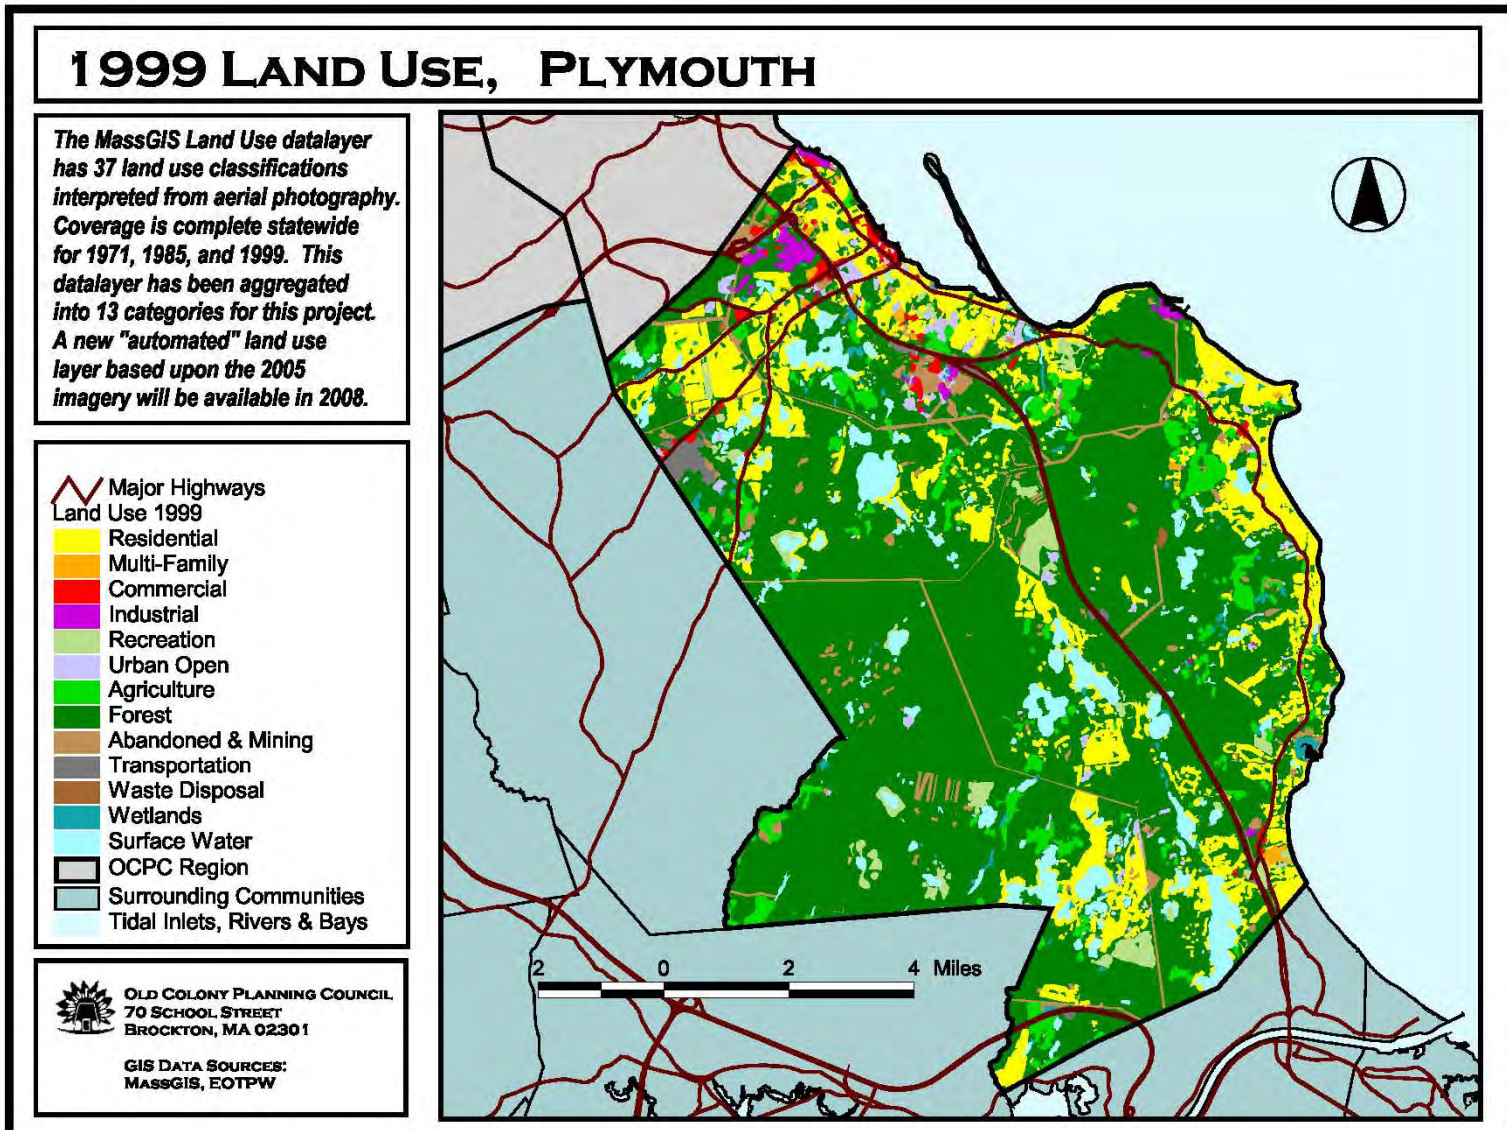 1999 LAND USE, PLYMOUTH
The MassGIS Land Use datalayer
has 37 land use classifications
interpreted from aerial photography.
Coverage is complete statewide
for 1971, 1985, and 1999. This
datalayer has been aggregated
into 13 categories for this project.
A new "automated" land use
layer based upon the 2005
imagery will be available in 2008.
Major Highways
Land Use 1999
Residential
Multi-Family
Commercial
Industrial
Recreation
Urban Open
Agriculture
Forest
Abandoned & Mining
Transportation
Waste Disposal
Wetlands
Surface Water
OCPC Region
Surrounding Communities
Tidal Inlets, Rivers & Bays
2 0 2 4 Miles
OLD COLONY PLANNING COUNCIL
70 SCHOOL STREET
BROCKTON, MA 02301
GIS DATA SOURCES:
MASSGIS, EOTPW